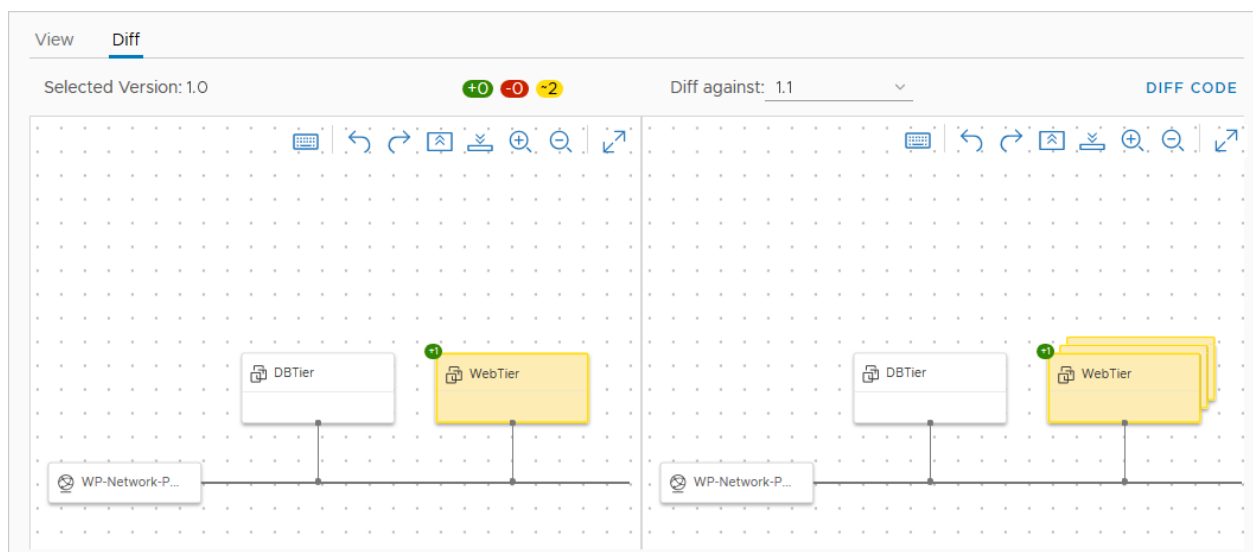 View Diff
Selected Version: 1.0 +0 -0 ~2 Diff against: 1.1 DIFF CODE
+1 +1
DBTier WebTier DBTier WebTier
WP-Network-P... WP-Network-P...